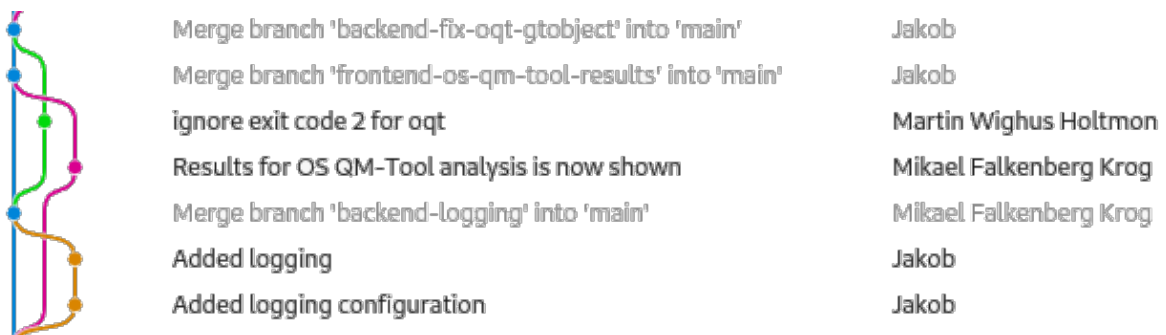 Merge branch 'backend-fix-oqt-gtobject' into 'main' Jakob
Merge branch 'frontend-os-qm-tool-results' into 'main' Jakob
ignore exit code 2 for oqt Martin Wighus Holtmon
Results for OS QM-Tool analysis is now shown Mikael Falkenberg Krog
Merge branch 'backend-logging' into 'main' Mikael Falkenberg Krog
Added logging Jakob
Added logging configuration Jakob